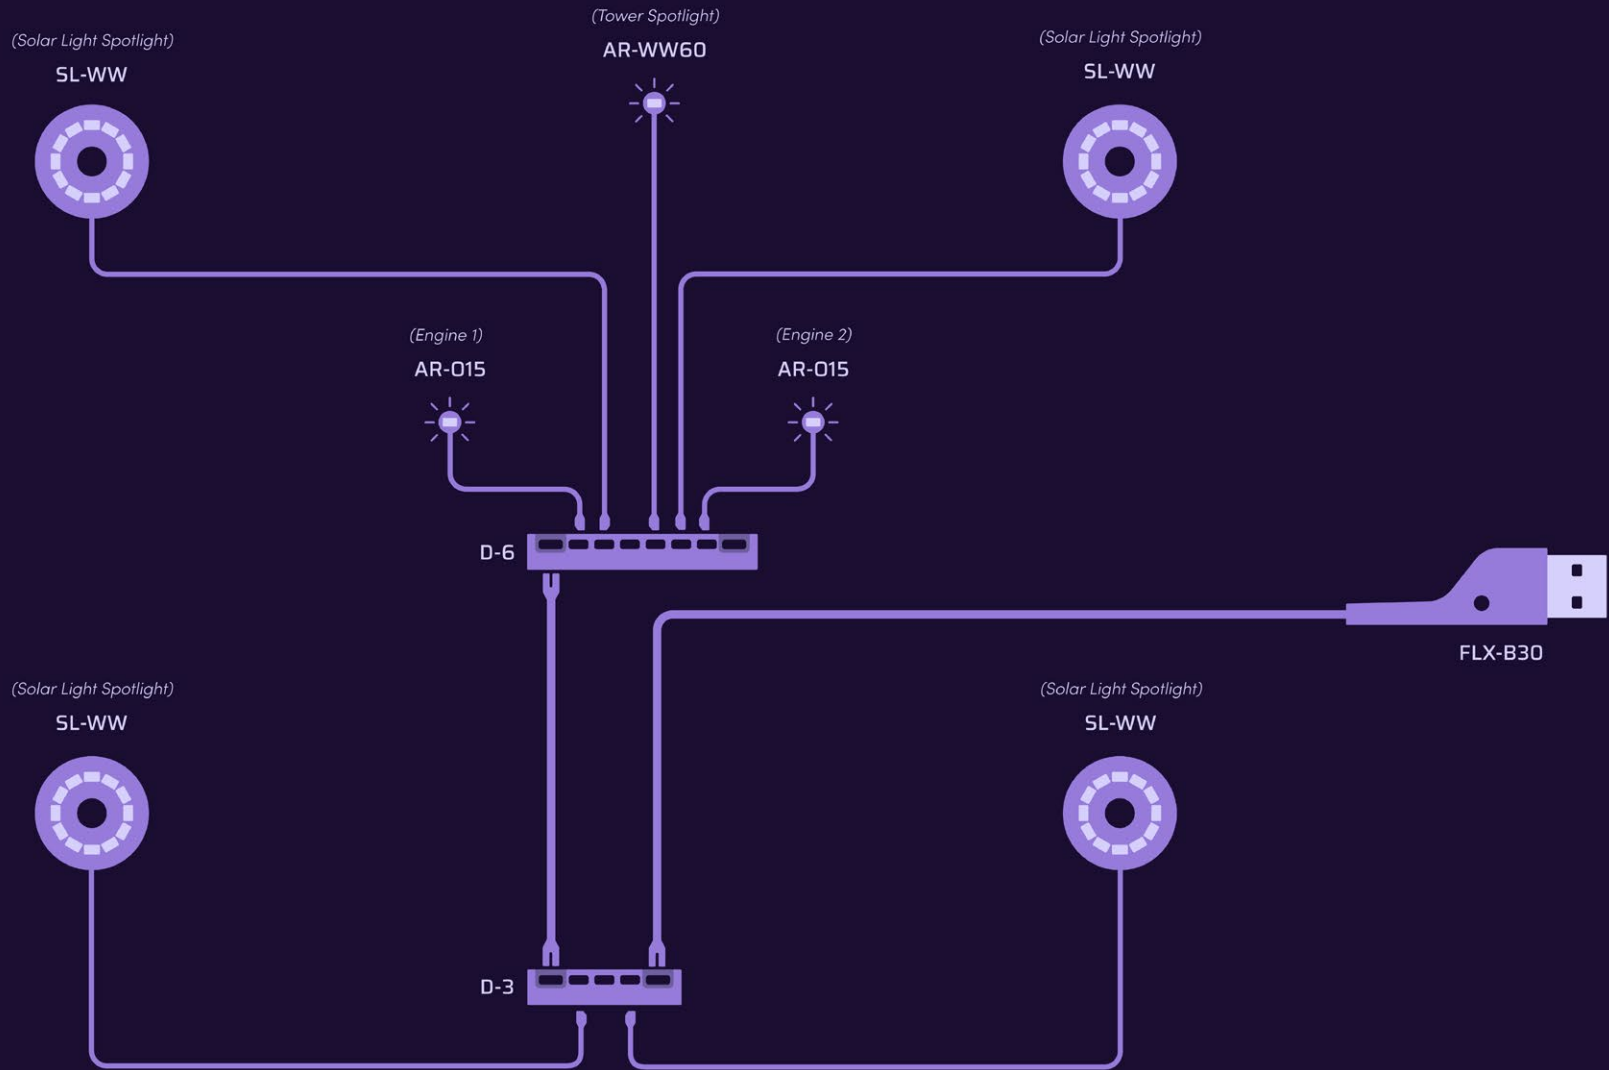 (Tower Spotlight)
AR-WW60
(Solar Light Spotlight)
SL-WW
(Solar Light Spotlight)
SL-WW
(Engine 1)
AR-015
(Engine 2)
AR-015
D-6
FLX-B30
(Solar Light Spotlight)
SL-WW
(Solar Light Spotlight)
SL-WW
D-3